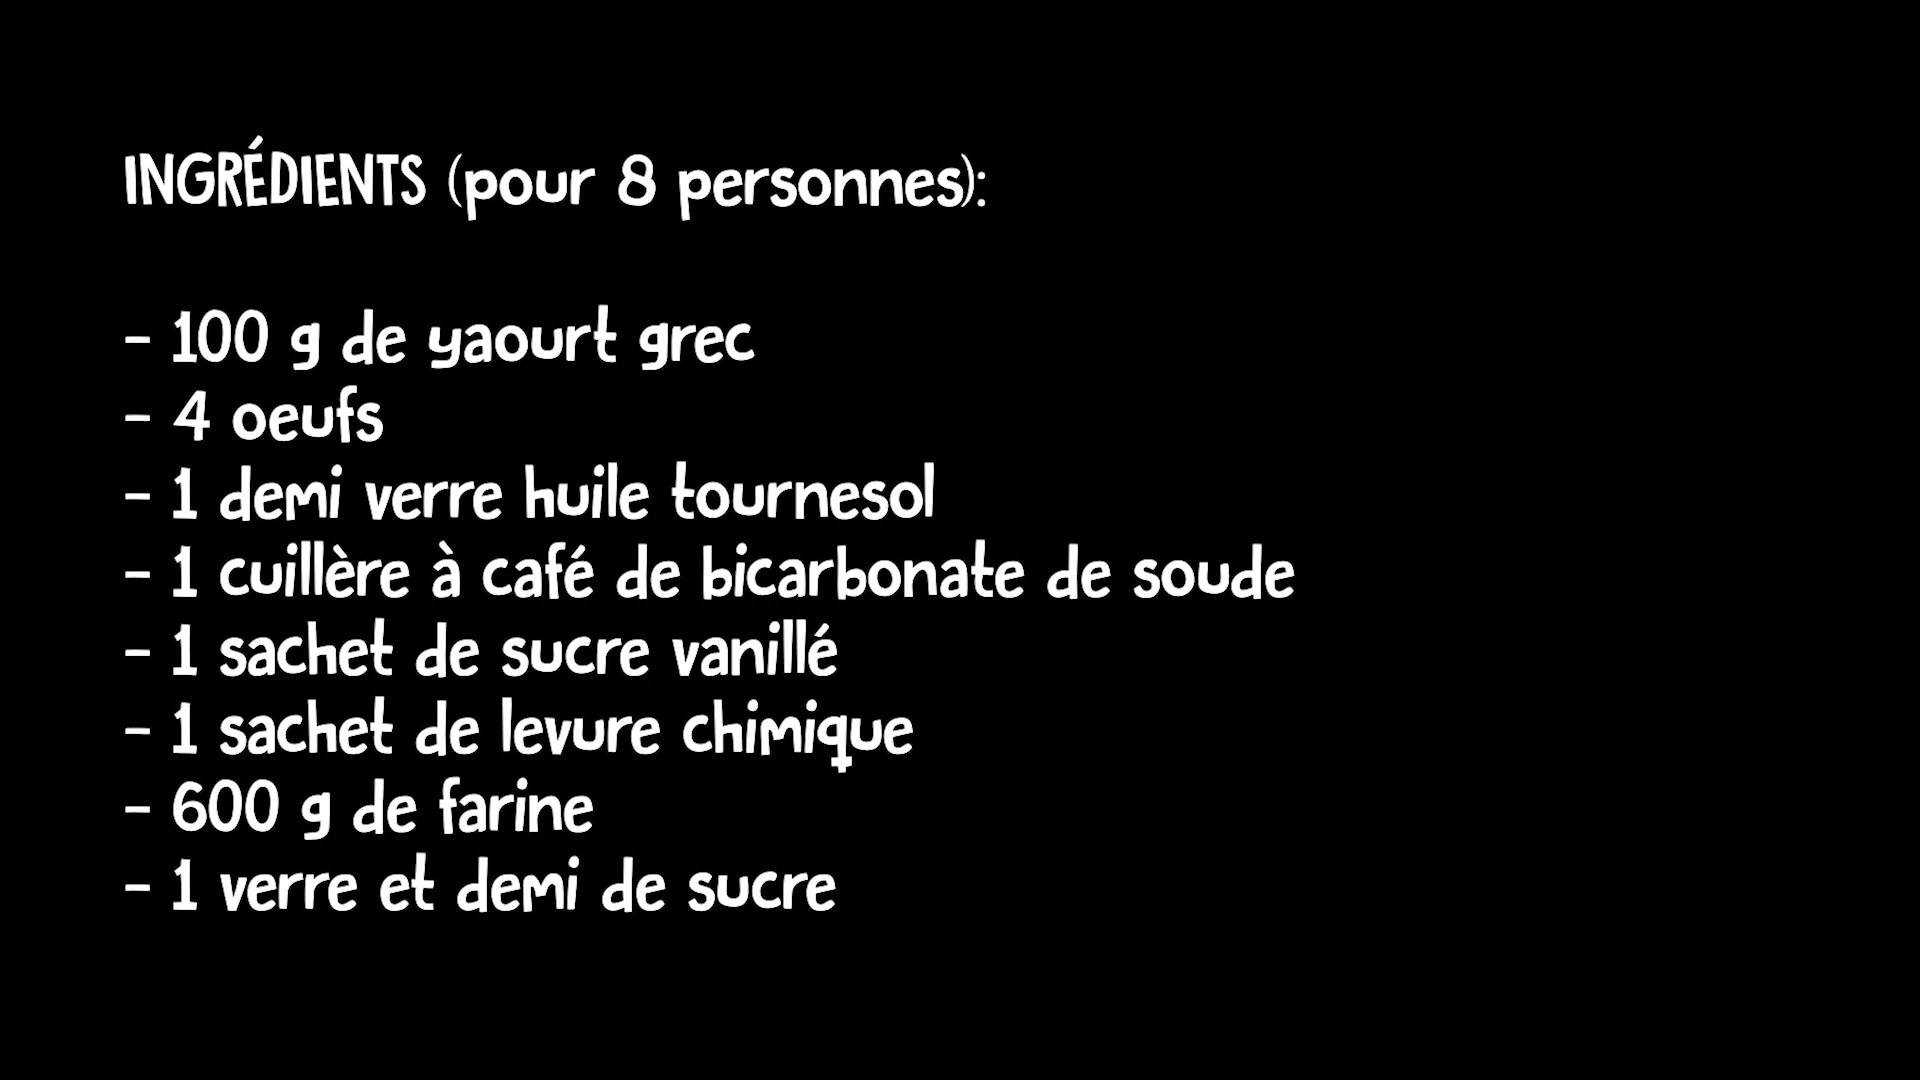 INGRÉDIENTS (pour 8 personnes):
- 100 g de yaourt grec
- 4 oeufs
- 1 demi verre huile tournesol
- 1 cuillère à café de bicarbonate de soude
- 1 sachet de sucre vanillé
- 1 sachet de levure chimique
- 600 g de farine
- 1 verre et demi de sucre